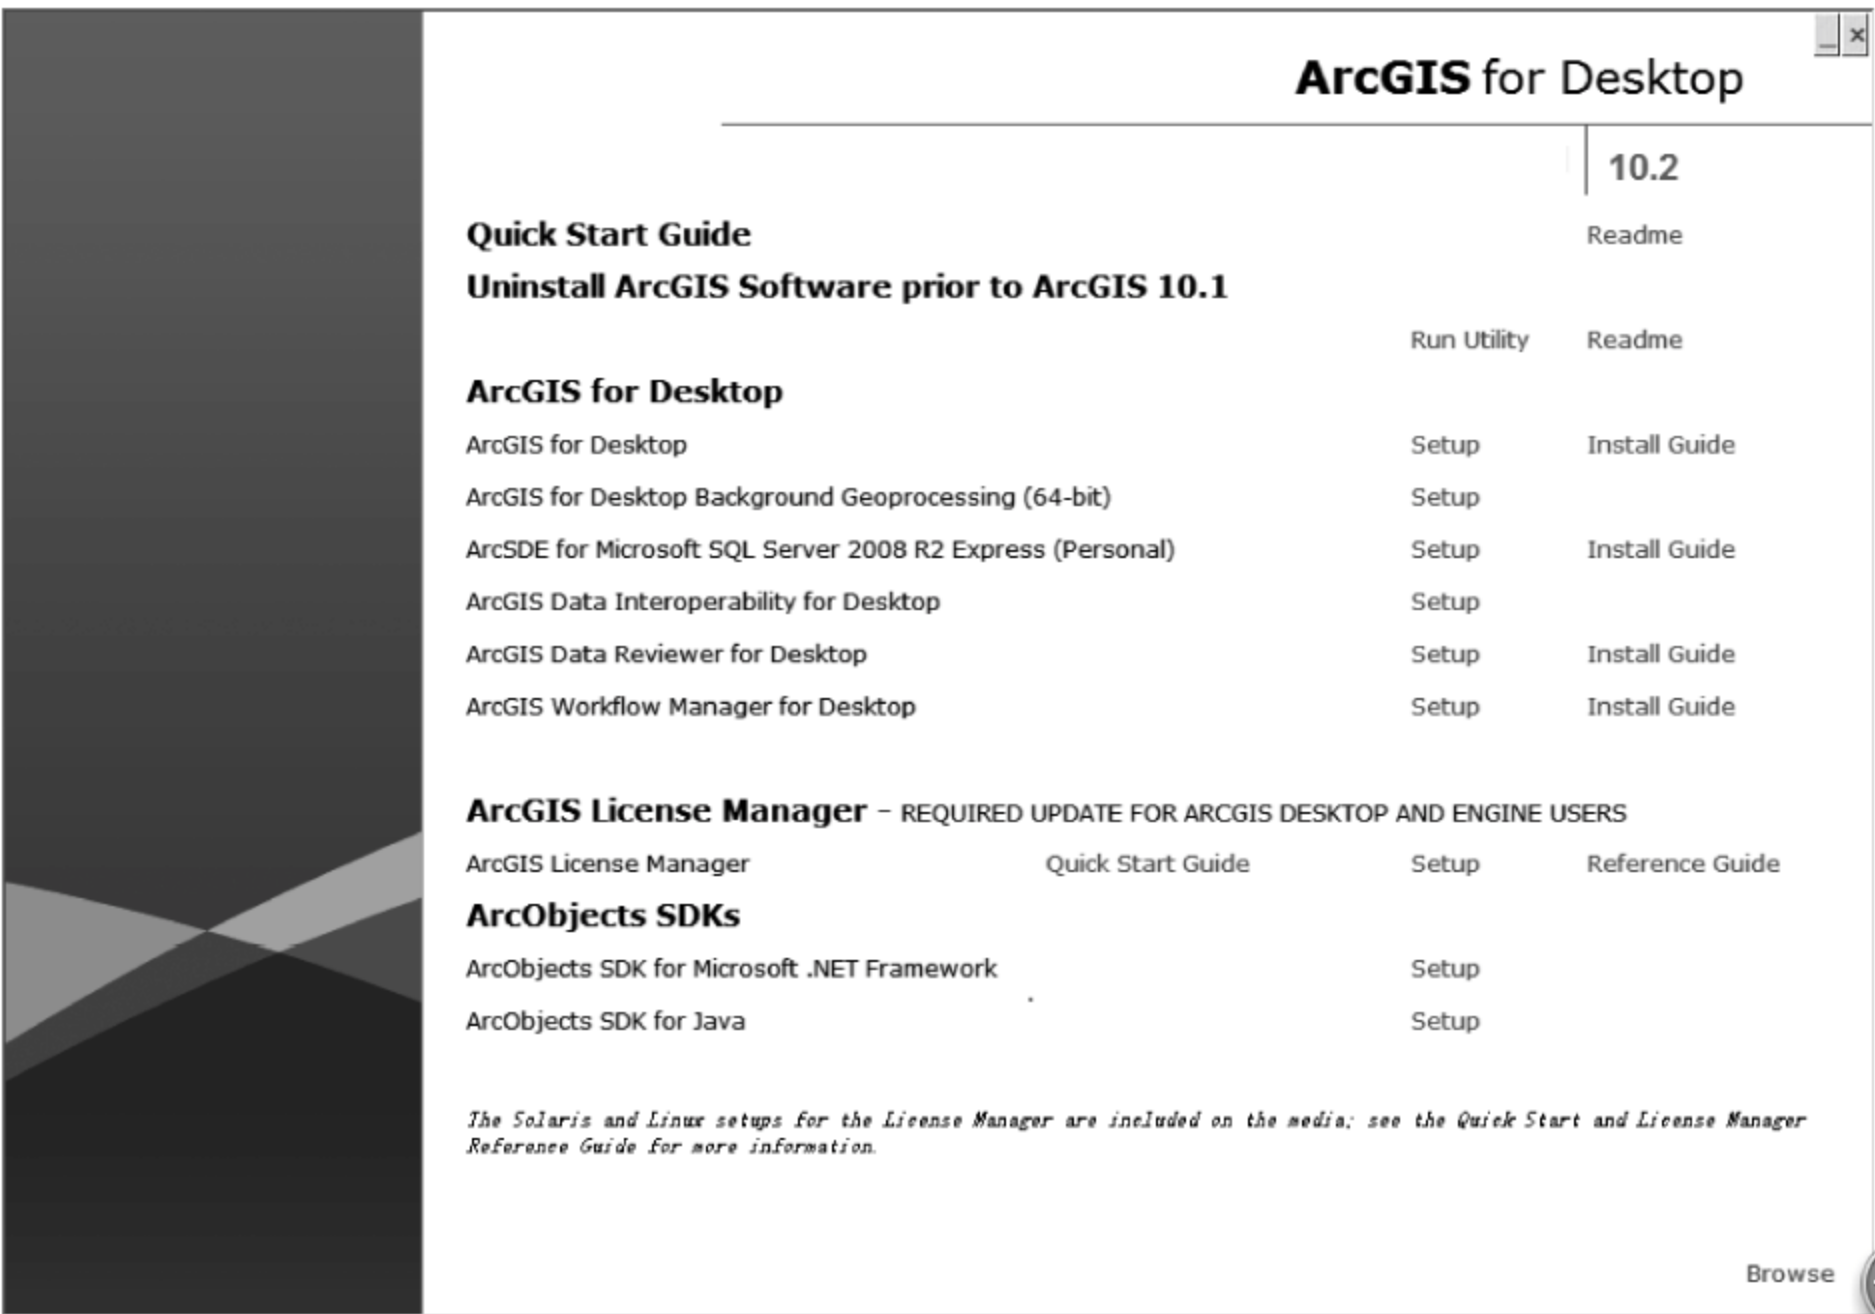 ArcGIS for Desktop
10.2
Quick Start Guide Readme
Uninstall ArcGIS Software prior to ArcGIS 10.1
Run Utility Readme
ArcGIS for Desktop
ArcGIS for Desktop Setup Install Guide
ArcGIS for Desktop Background Geoprocessing (64-bit) Setup
ArcSDE for Microsoft SQL Server 2008 R2 Express (Personal) Setup Install Guide
ArcGIS Data Interoperability for Desktop Setup
ArcGIS Data Reviewer for Desktop Setup Install Guide
ArcGIS Workflow Manager for Desktop Setup Install Guide
ArcGIS License Manager - REQUIRED UPDATE FOR ARCGIS DESKTOP AND ENGINE USERS
ArcGIS License Manager Quick Start Guide Setup Reference Guide
ArcObjects SDKs
ArcObjects SDK for Microsoft .NET Framework Setup
ArcObjects SDK for Java Setup
The Solaris and Linux setups for the License Manager are included on the media; see the Quick Start and License Manager
Reference Guide for more information.
Browse